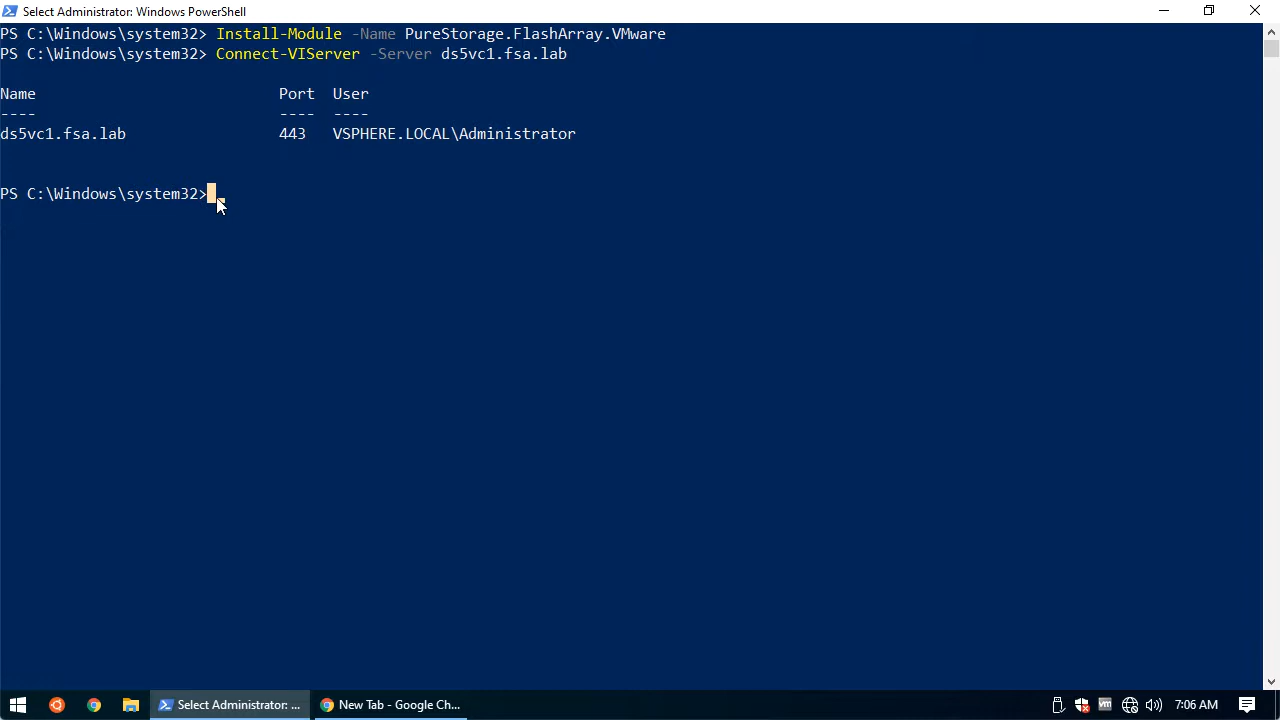 Select Administrator: Windows PowerShell
PS C:\Windows\system32> Install-Module -Name PureStorage.FlashArray.VMware
PS C:\Windows\system32> Connect-VIServer -Server ds5vc1.fsa.lab
Name Port User
---- ---- ----
ds5vc1.fsa.lab 443 VSPHERE.LOCAL\Administrator
PS C:\Windows\system32>
Select Administrator: ... New Tab - Google Ch... vm 7:06 AM